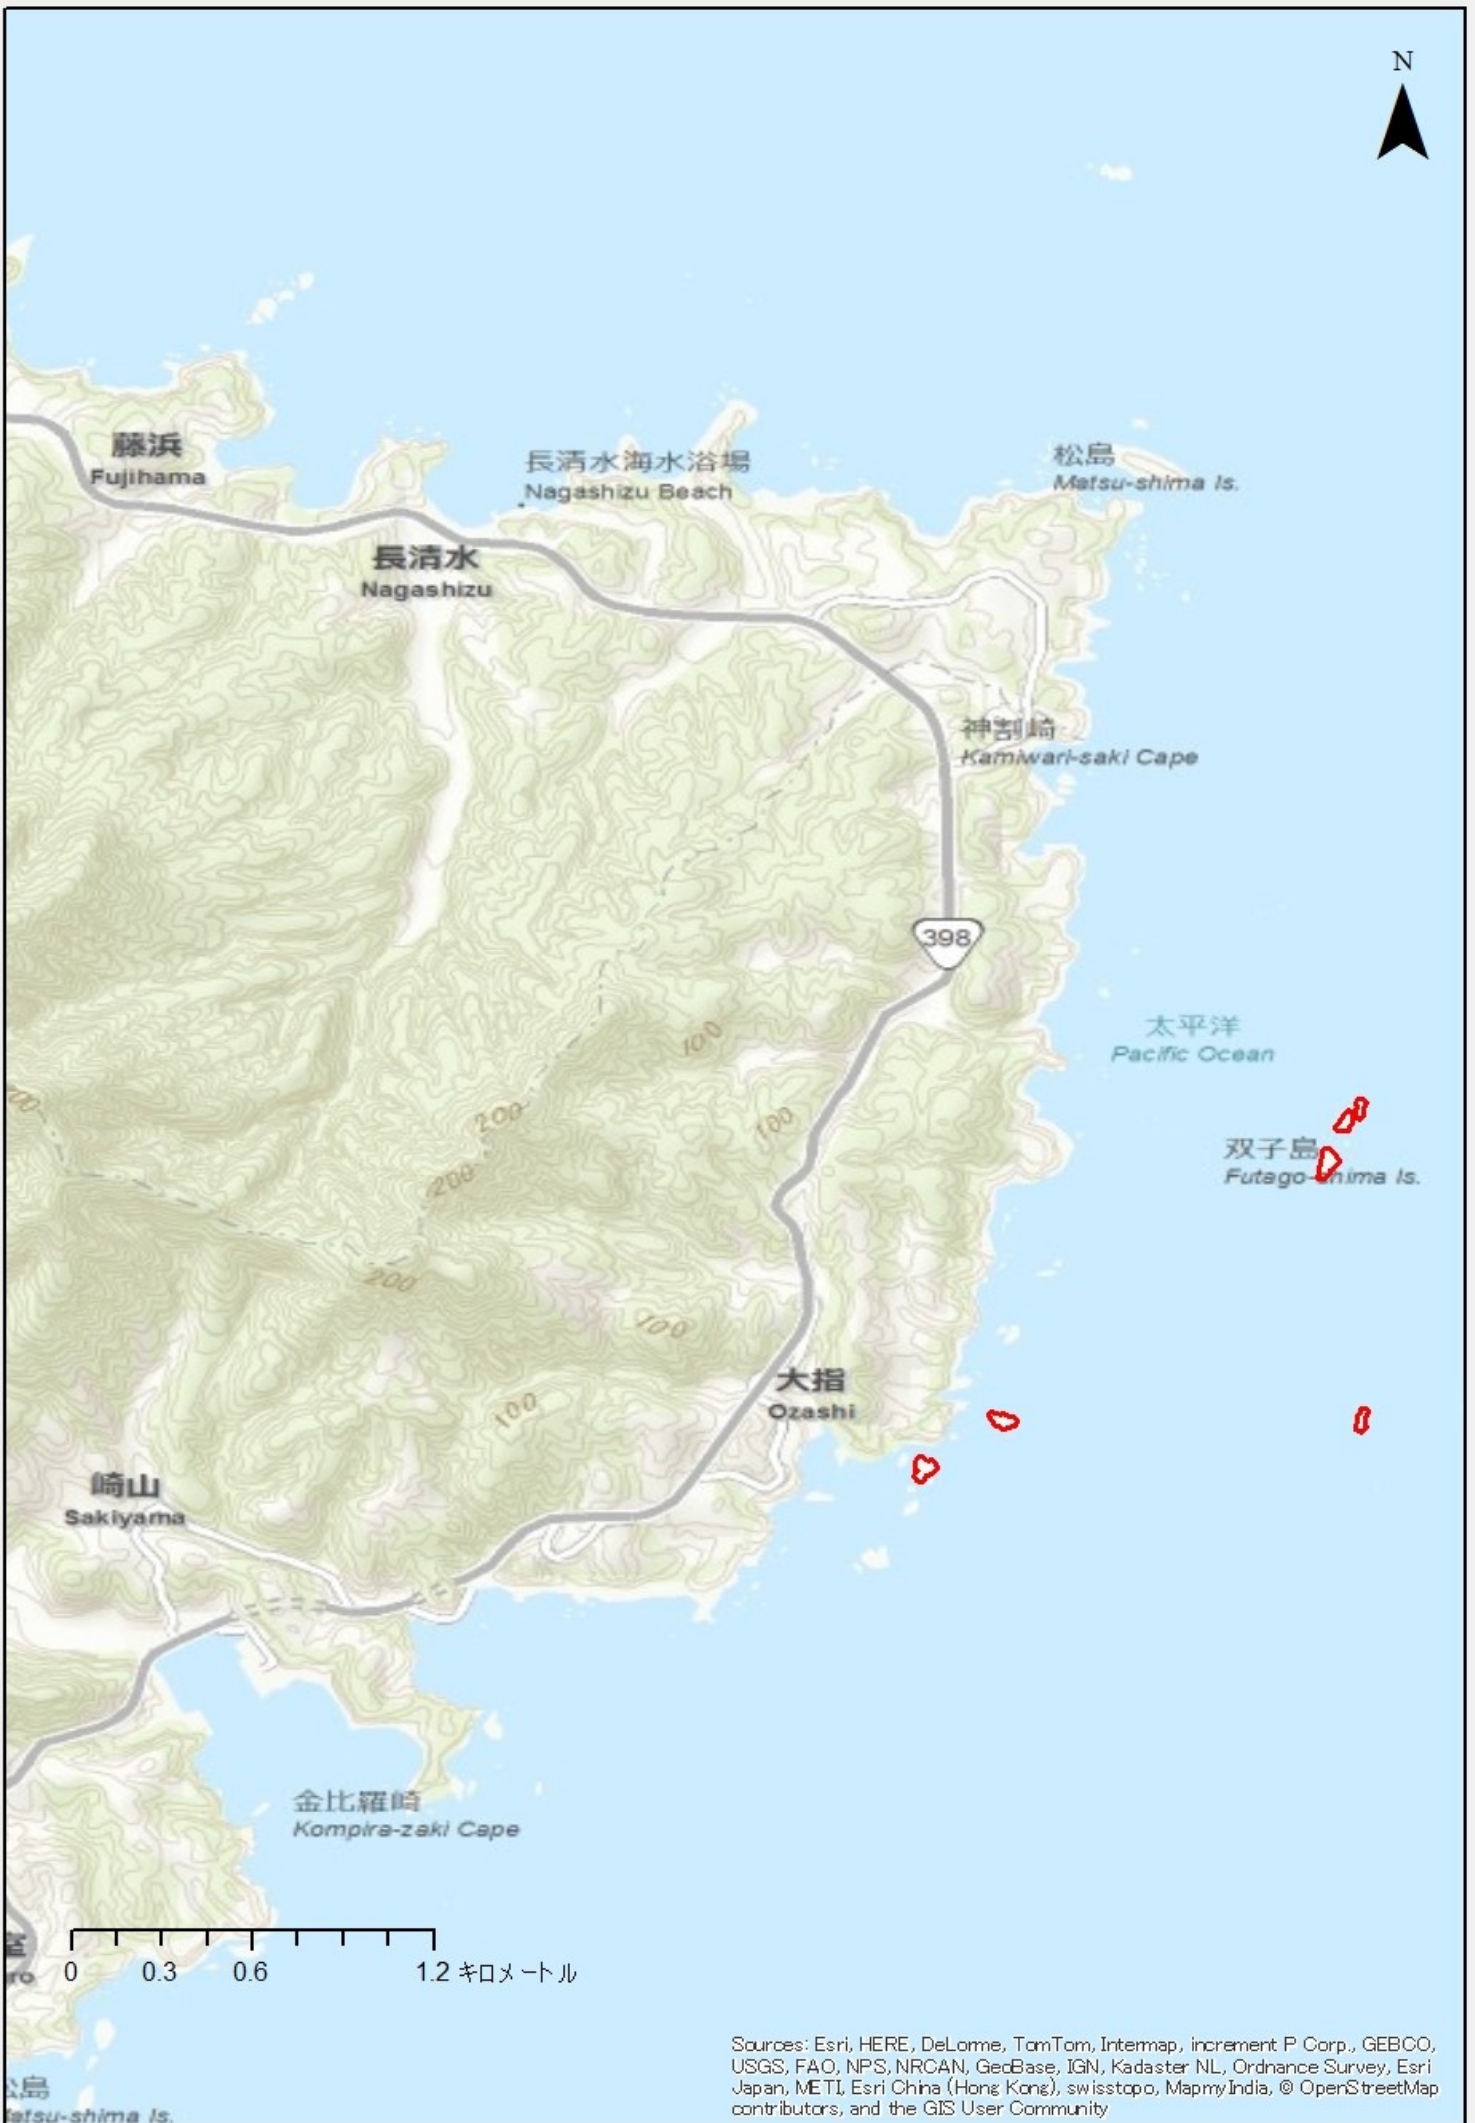 N
藤浜
Fujihama
長清水海水浴場
Nagashizu Beach
松島
Matsu-shima Is.
長清水
Nagashizu
神割崎
Kamiwari-saki Cape
398
太平洋
Pacific Ocean
100
200
100
双子島
Futago-shima Is.
200
200
100
大指
Ozashi
100
崎山
Sakiyama
金比羅崎
Kompira-zaki Cape
0
0.3
0.6
1.2 キロメートル
Sources: Esri, HERE, DeLorme, TomTom, Intermap, increment P Corp., GEBCO,
USGS, FAO, NPS, NRCAN, GeoBase, IGN, Kadaster NL, Ordnance Survey, Esri
Japan, METI, Esri China (Hong Kong), swisstopo, MapmyIndia, © OpenStreetMap
contributors, and the GIS User Community
松島
Matsu-shima Is.